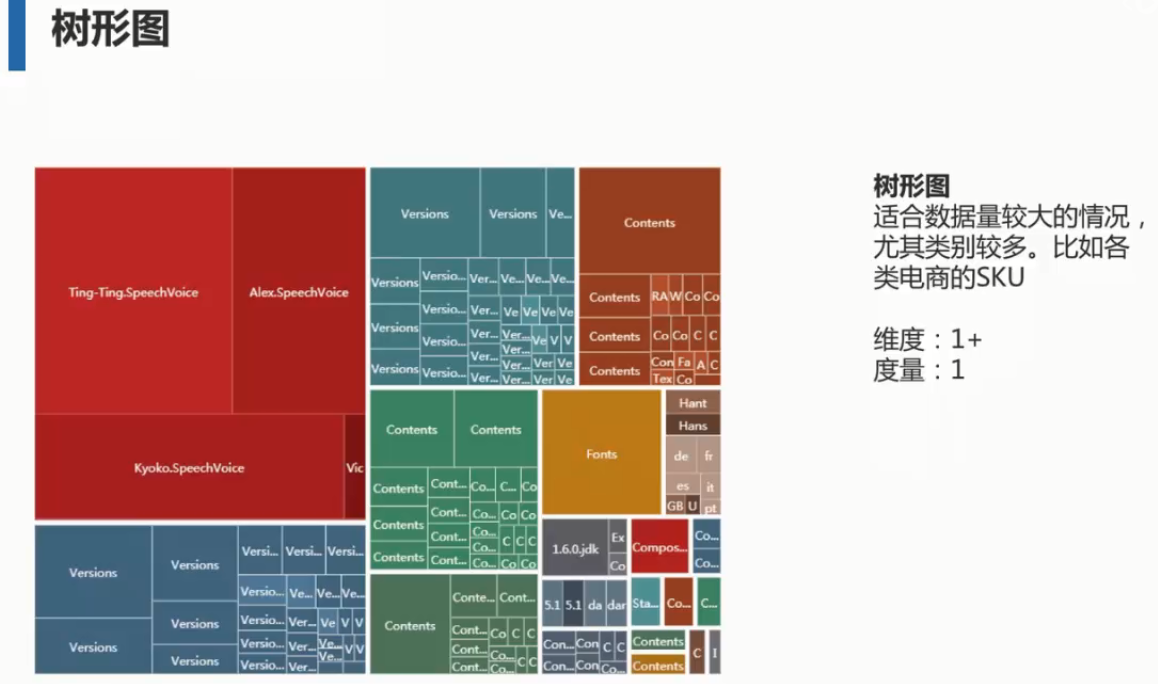 树形图
Ting-Ting.SpeechVoice
Alex.SpeechVoice
Kyoko.SpeechVoice
Vic
Versions Versions Ve...
Versions Versio... Ver... Ve... Ve... Ve...
Versions Versio... Ver... Ve Ve Ve Ve
Versio... Ver... Ver... Ve V V
Ver...
Versions Versio... Ver... Ver... Ver Ve
Ver... Ver... Ver Ve
Contents
Contents RA W Co Co
Contents Co Co C C
Contents Con Fa A C
Tex Co
Contents Contents
Contents Cont... Co... C... Co
Contents Cont... Co... Co Co
Cont... Co... C C C
Co...
Contents Cont... Co... Co Co
Fonts
Hant
Hans
de fr
es it
GB U pt
Versions Versions Versi... Versi... Versi...
Versio... Ve... Ve... Ve...
Versions Versions Versio... Ver... Ve V V
Versio... Ver... Ve... V V
Ve...
Versions Versio... Ver...
Contents Conte... Cont...
Cont... Co C C
Cont... Co... C C
Cont... Co...
1.6.0.jdk Ex
Co
Compos... Co...
Co...
5.1 5.1 da dar
Sta... Co... C...
Con... Con C C
Con... Con Co...
Contents C I
Contents
树形图
适合数据量较大的情况，
尤其类别较多。比如各
类电商的SKU
维度：1+
度量：1